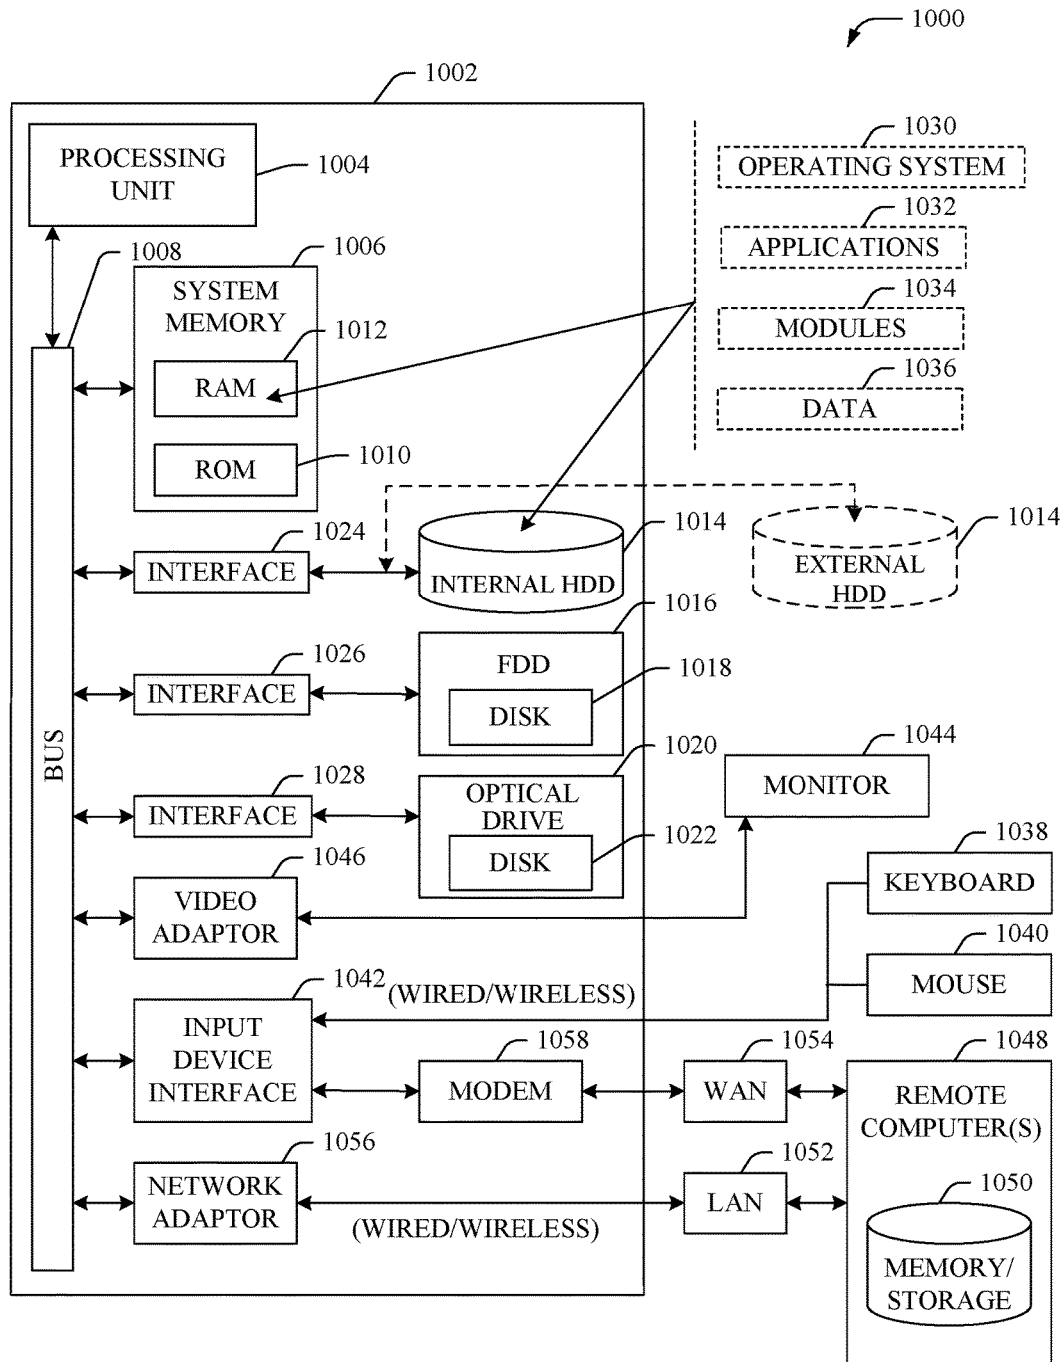 1000
1002
PROCESSING
UNIT
1004
1030
OPERATING SYSTEM
1032
APPLICATIONS
1034
MODULES
1036
DATA
1008
1006
SYSTEM
MEMORY
1012
RAM
1010
ROM
1024
INTERFACE
1014
INTERNAL HDD
1014
EXTERNAL
HDD
1016
FDD
1026
INTERFACE
1018
DISK
BUS
1020
OPTICAL
DRIVE
1028
INTERFACE
1022
DISK
1044
MONITOR
1046
VIDEO
ADAPTOR
1038
KEYBOARD
1040
MOUSE
1042
(WIRED/WIRELESS)
INPUT
DEVICE
INTERFACE
1058
MODEM
1054
WAN
1048
REMOTE
COMPUTER(S)
1056
NETWORK
ADAPTOR
(WIRED/WIRELESS)
1052
LAN
1050
MEMORY/
STORAGE